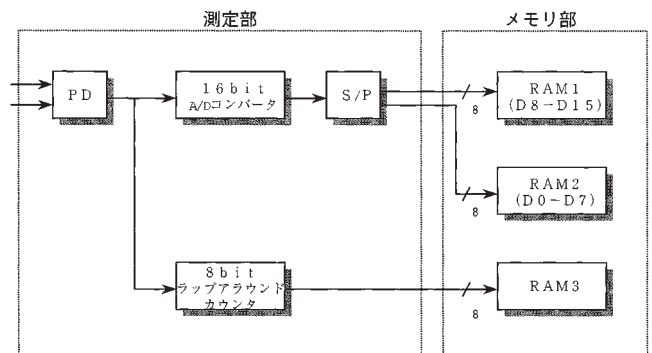 測定部
メモリ部
PD
16bit
A/Dコンバータ
S/P
8
RAM1
(D8-D15)
8
RAM2
(D0-D7)
8bit
ラップアラウンド
カウンタ
8
RAM3